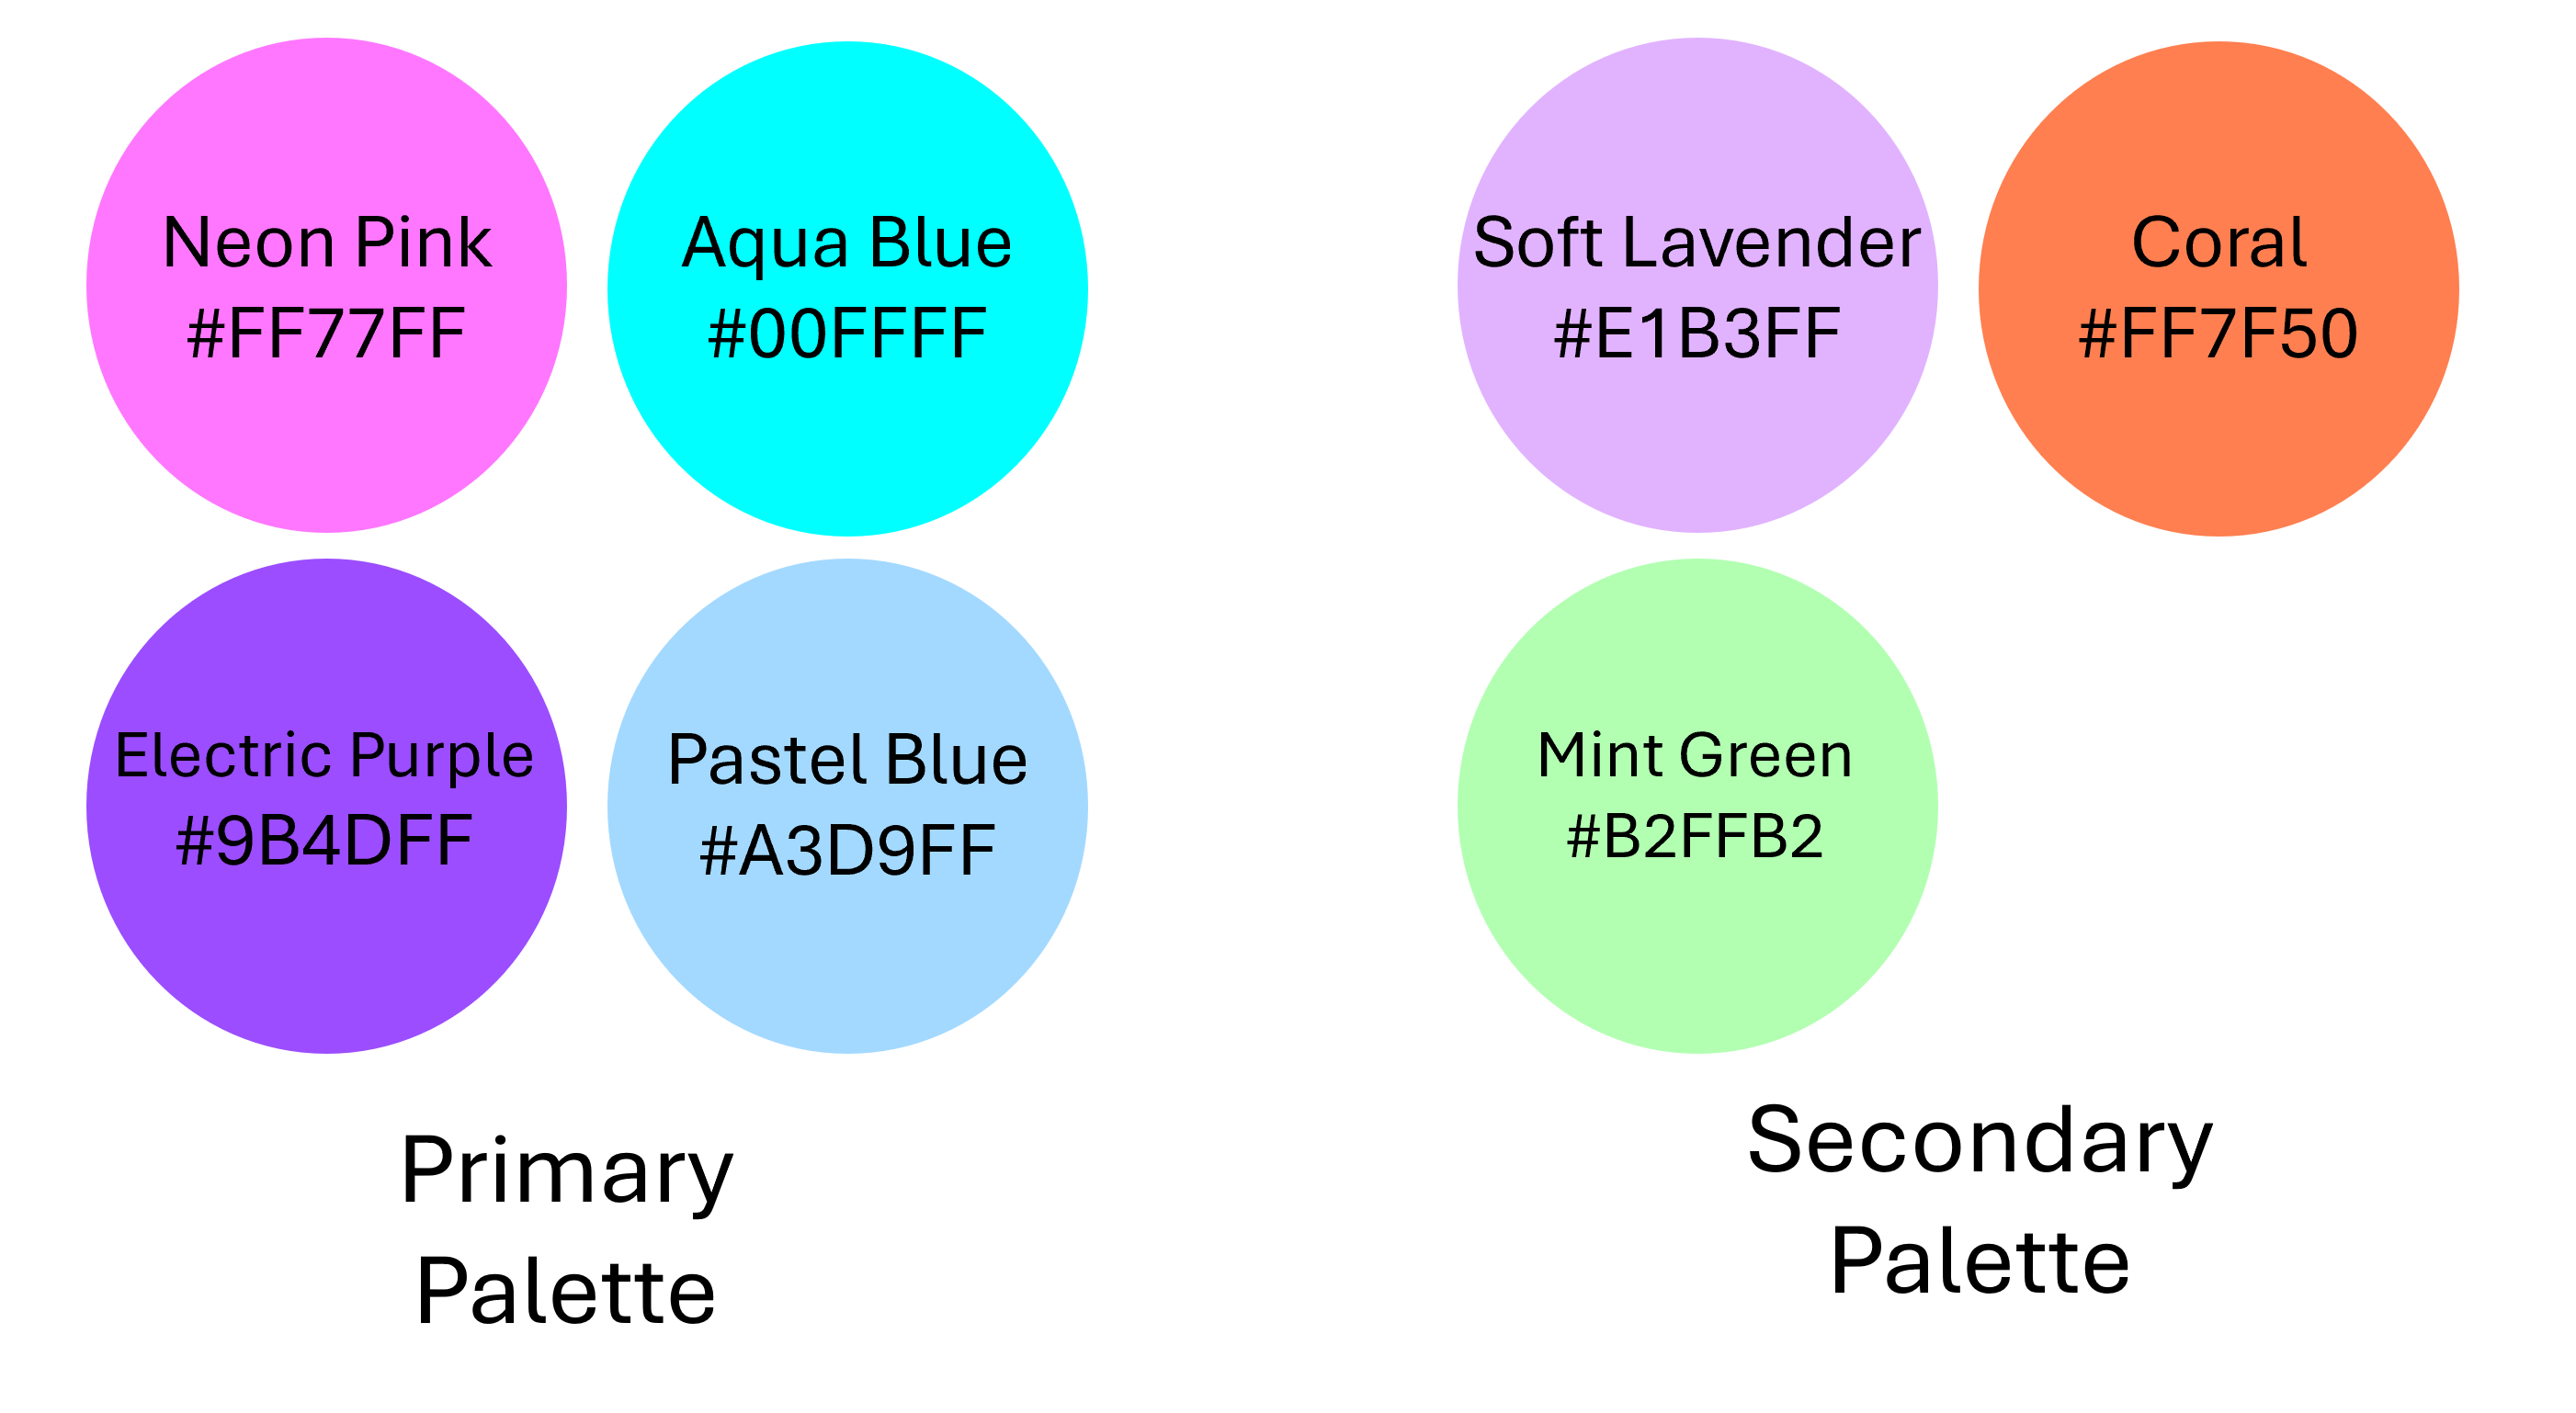 Neon Pink
#FF77FF
Aqua Blue
#00FFFF
Electric Purple
#9B4DFF
Pastel Blue
#A3D9FF
Primary
Palette
Soft Lavender
#E1B3FF
Coral
#FF7F50
Mint Green
#B2FFB2
Secondary
Palette